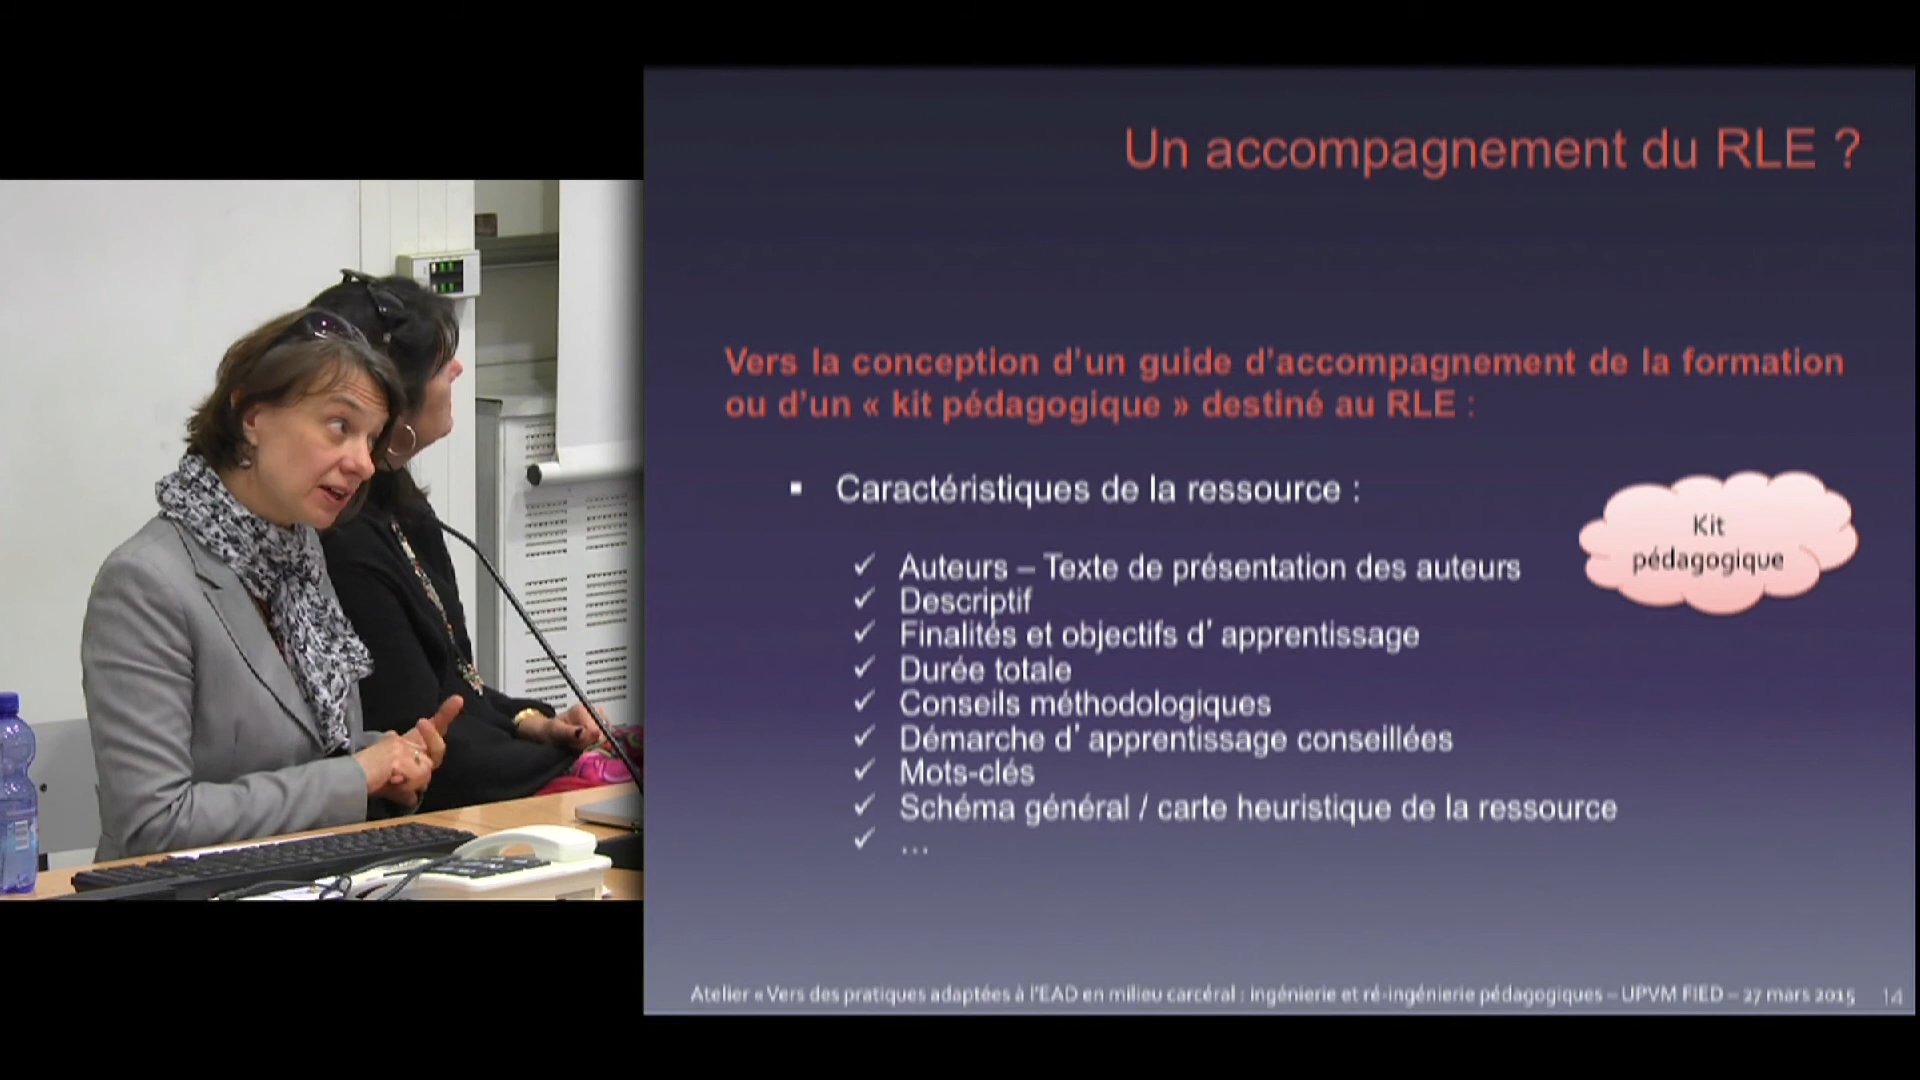 Un accompagnement du RLE ?
Vers la conception d’un guide d’accompagnement de la formation
ou d’un « kit pédagogique » destiné au RLE :
▪ Caractéristiques de la ressource :
Kit
pédagogique
✓ Auteurs – Texte de présentation des auteurs
✓ Descriptif
✓ Finalités et objectifs d’ apprentissage
✓ Durée totale
✓ Conseils méthodologiques
✓ Démarche d’ apprentissage conseillées
✓ Mots-clés
✓ Schéma général / carte heuristique de la ressource
✓ ...
Atelier « Vers des pratiques adaptées à l’EAD en milieu carcéral : ingénierie et ré-ingénierie pédagogiques – UPVM FIED – 27 mars 2015 14